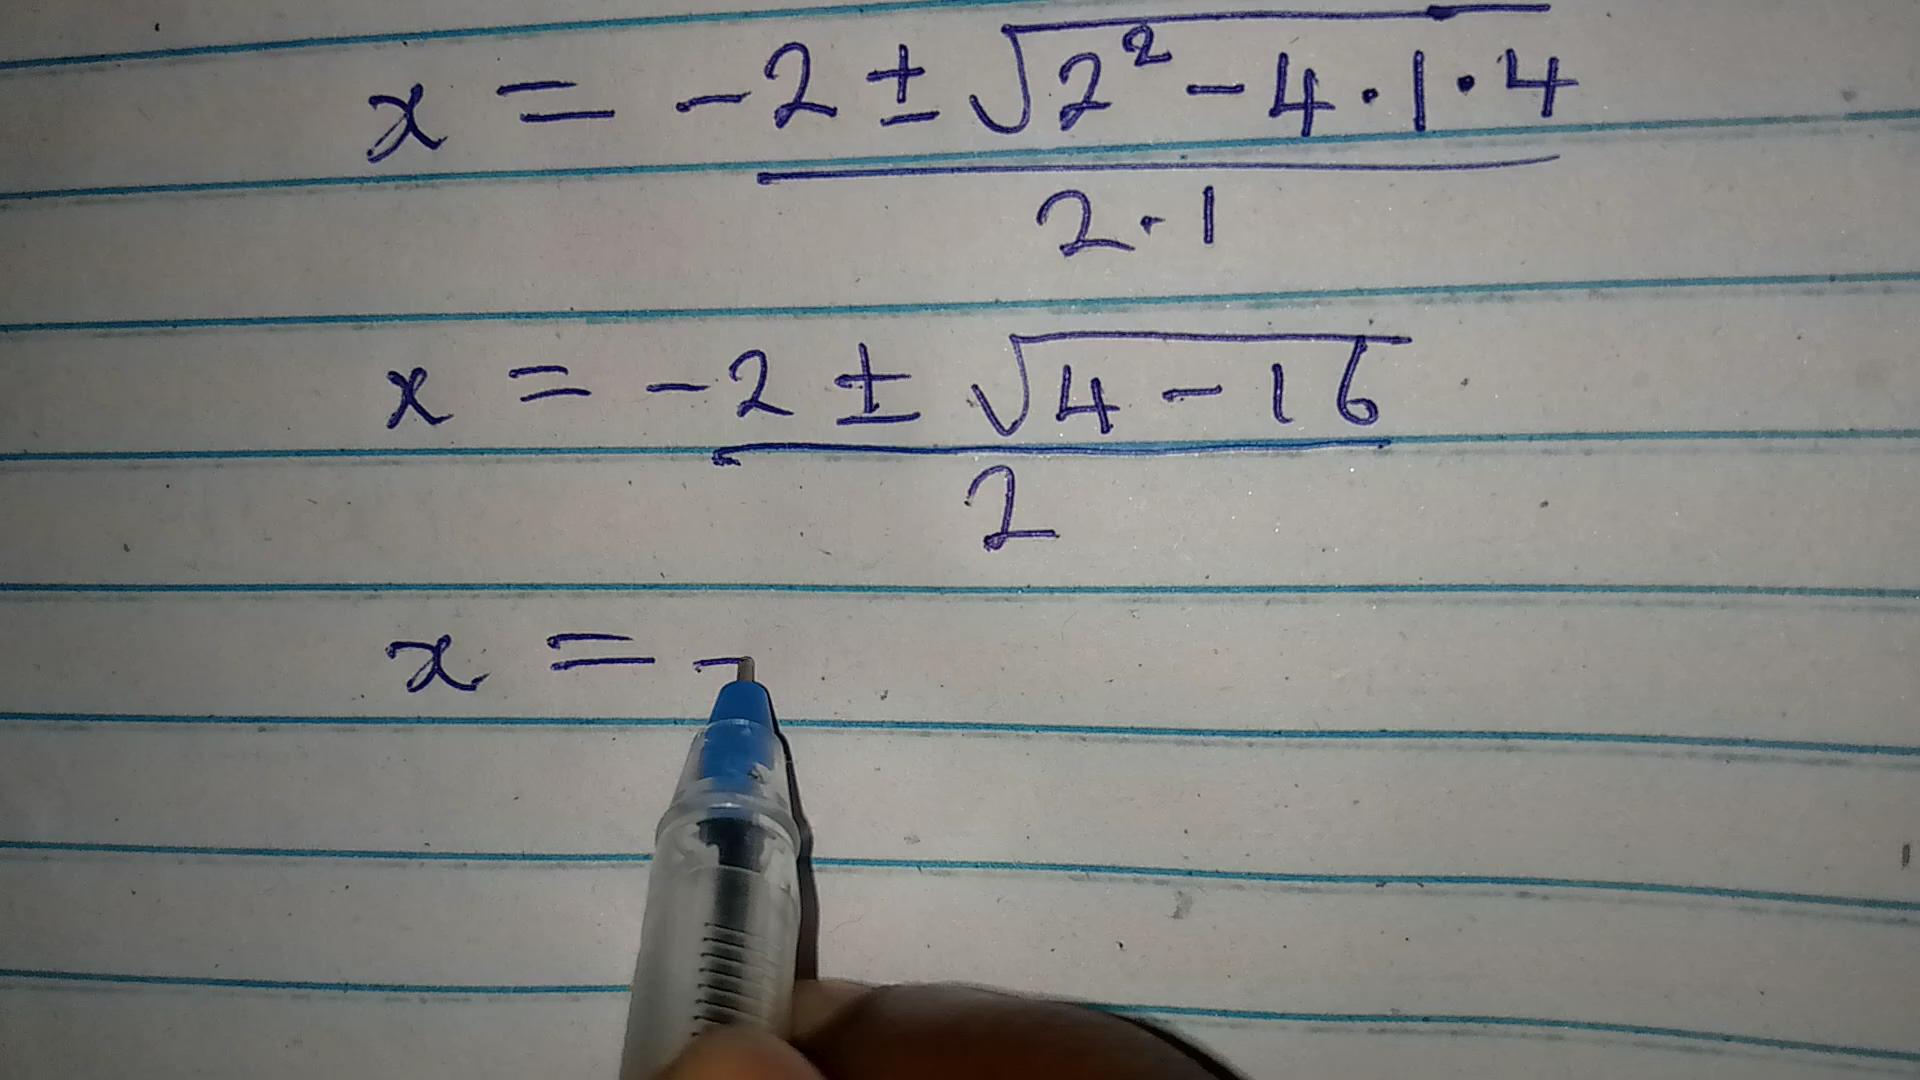 x = -2 ± √2² - 4·1·4
2·1
x = -2 ± √4 - 16
2
x = -